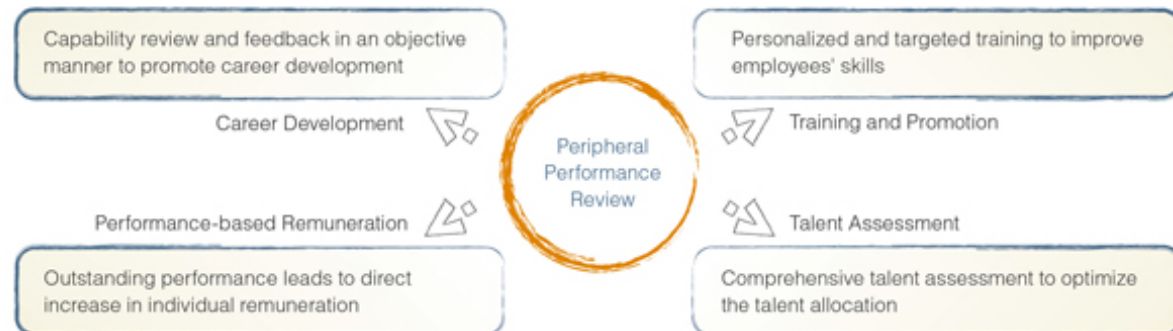 Capability review and feedback in an objective
manner to promote career development
Personalized and targeted training to improve
employees' skills
Career Development
Training and Promotion
Peripheral
Performance
Review
Performance-based Remuneration
Talent Assessment
Outstanding performance leads to direct
increase in individual remuneration
Comprehensive talent assessment to optimize
the talent allocation